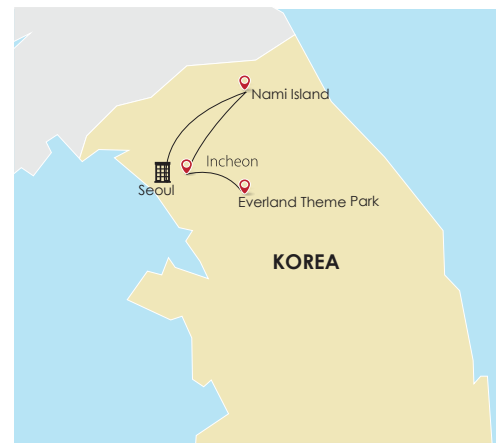 Nami Island
Incheon
Seoul
Everland Theme Park
KOREA